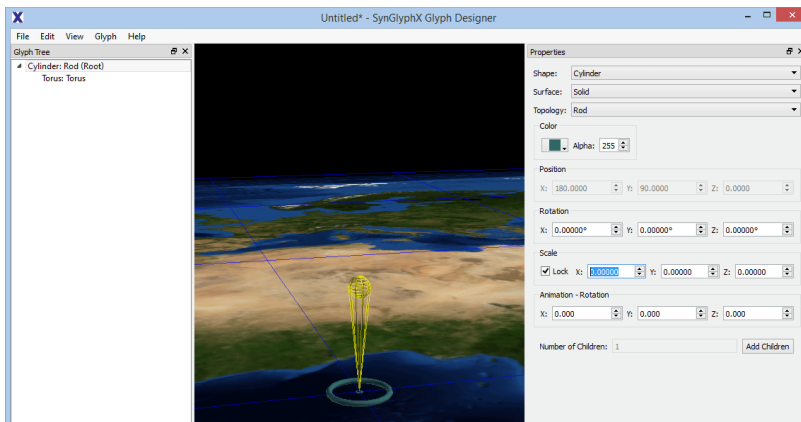 Untitled* - SynGlyphX Glyph Designer
File Edit View Glyph Help
Glyph Tree
Cylinder: Rod (Root)
Torus: Torus
Properties
Shape: Cylinder
Surface: Solid
Topology: Rod
Color
Alpha: 255
Position
X: 180.0000 Y: 90.0000 Z: 0.0000
Rotation
X: 0.00000° Y: 0.00000° Z: 0.00000°
Scale
Lock X: 0.00000 Y: 0.00000 Z: 0.00000
Animation - Rotation
X: 0.000 Y: 0.000 Z: 0.000
Number of Children: 1 Add Children